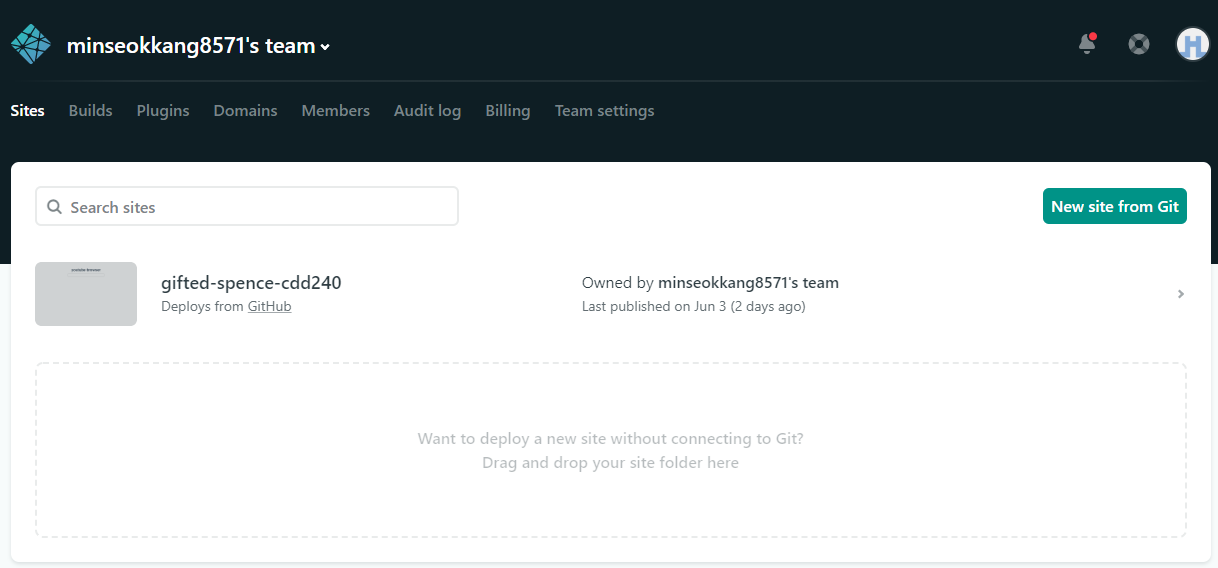 minseokkang8571's team
Sites Builds Plugins Domains Members Audit log Billing Team settings
Search sites
New site from Git
youtube browser
gifted-spence-cdd240
Deploys from GitHub
Owned by minseokkang8571's team
Last published on Jun 3 (2 days ago)
Want to deploy a new site without connecting to Git?
Drag and drop your site folder here